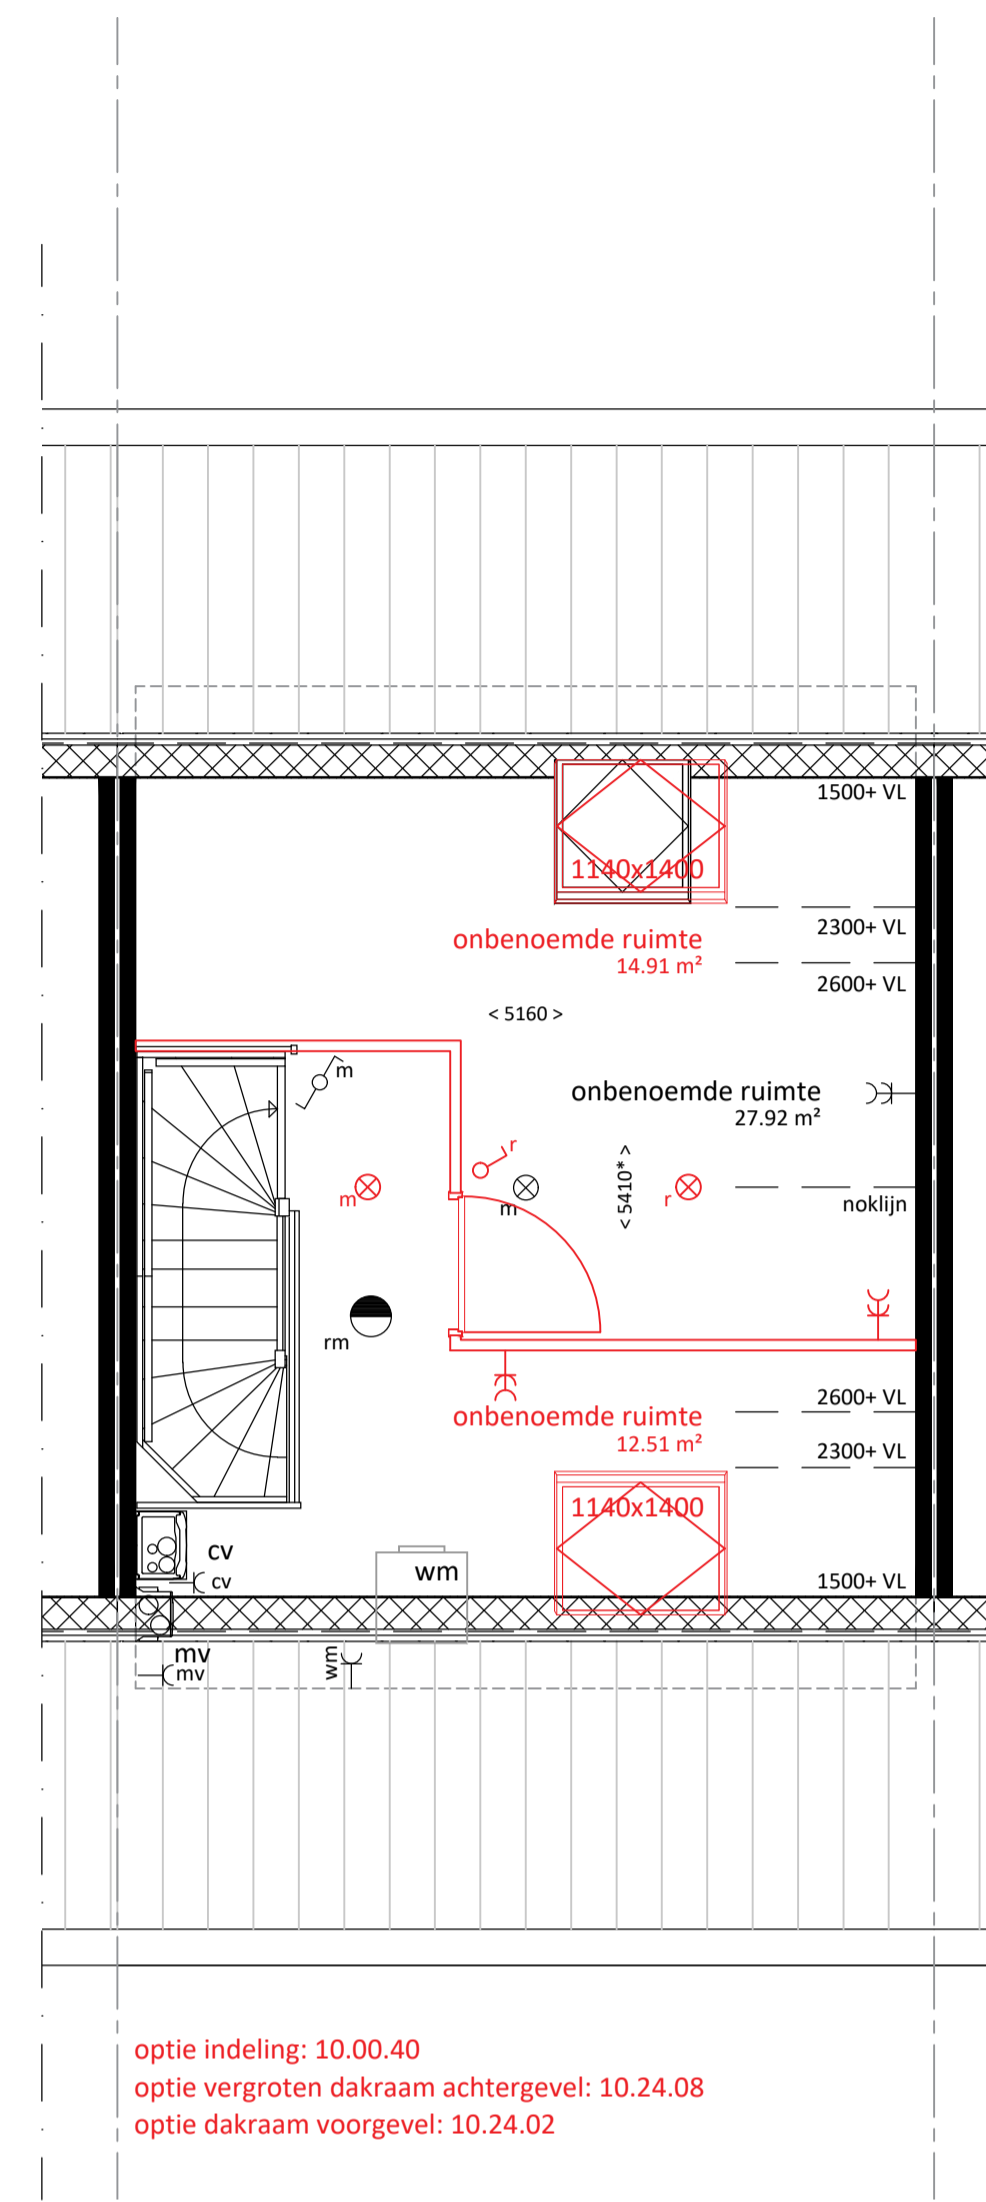 1500+ VL
1140x1400
2300+ VL
onbenoemde ruimte
14.91 m²
2600+ VL
< 5160 >
m
onbenoemde ruimte
27.92 m²
r
< 5410* >
m
m
r
noklijn
rm
2600+ VL
onbenoemde ruimte
12.51 m²
2300+ VL
1140x1400
cv
cv
wm
1500+ VL
mv
mv
wm
optie indeling: 10.00.40
optie vergroten dakraam achtergevel: 10.24.08
optie dakraam voorgevel: 10.24.02